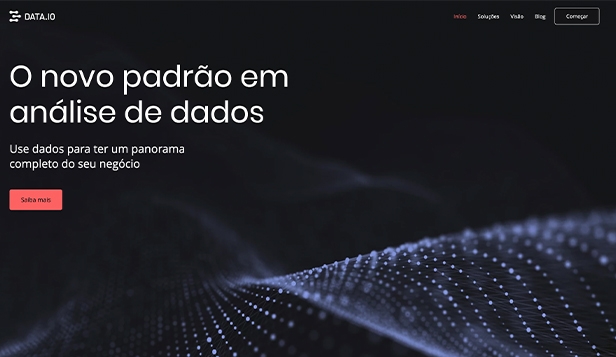 DATA.IO
Início Soluções Visão Blog Começar
O novo padrão em
análise de dados
Use dados para ter um panorama
completo do seu negócio
Saiba mais